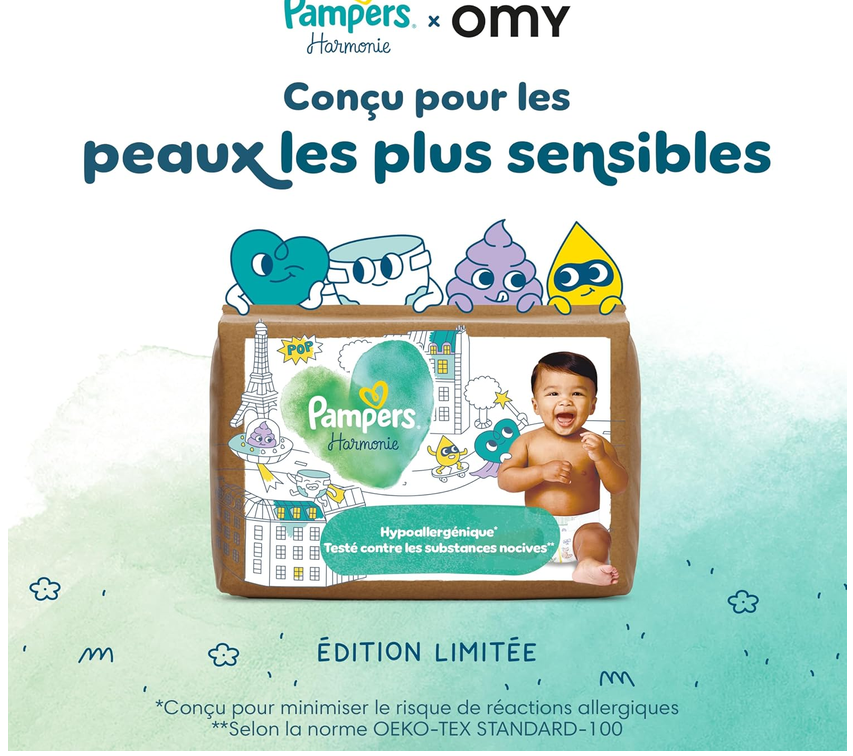 Pampers. x OMY
Harmonie
Conçu pour les
peaux les plus sensibles
POP
Pampers.
Harmonie
Hypoallergénique*
Testé contre les substances nocives**
ÉDITION LIMITÉE
*Conçu pour minimiser le risque de réactions allergiques
**Selon la norme OEKO-TEX STANDARD-100